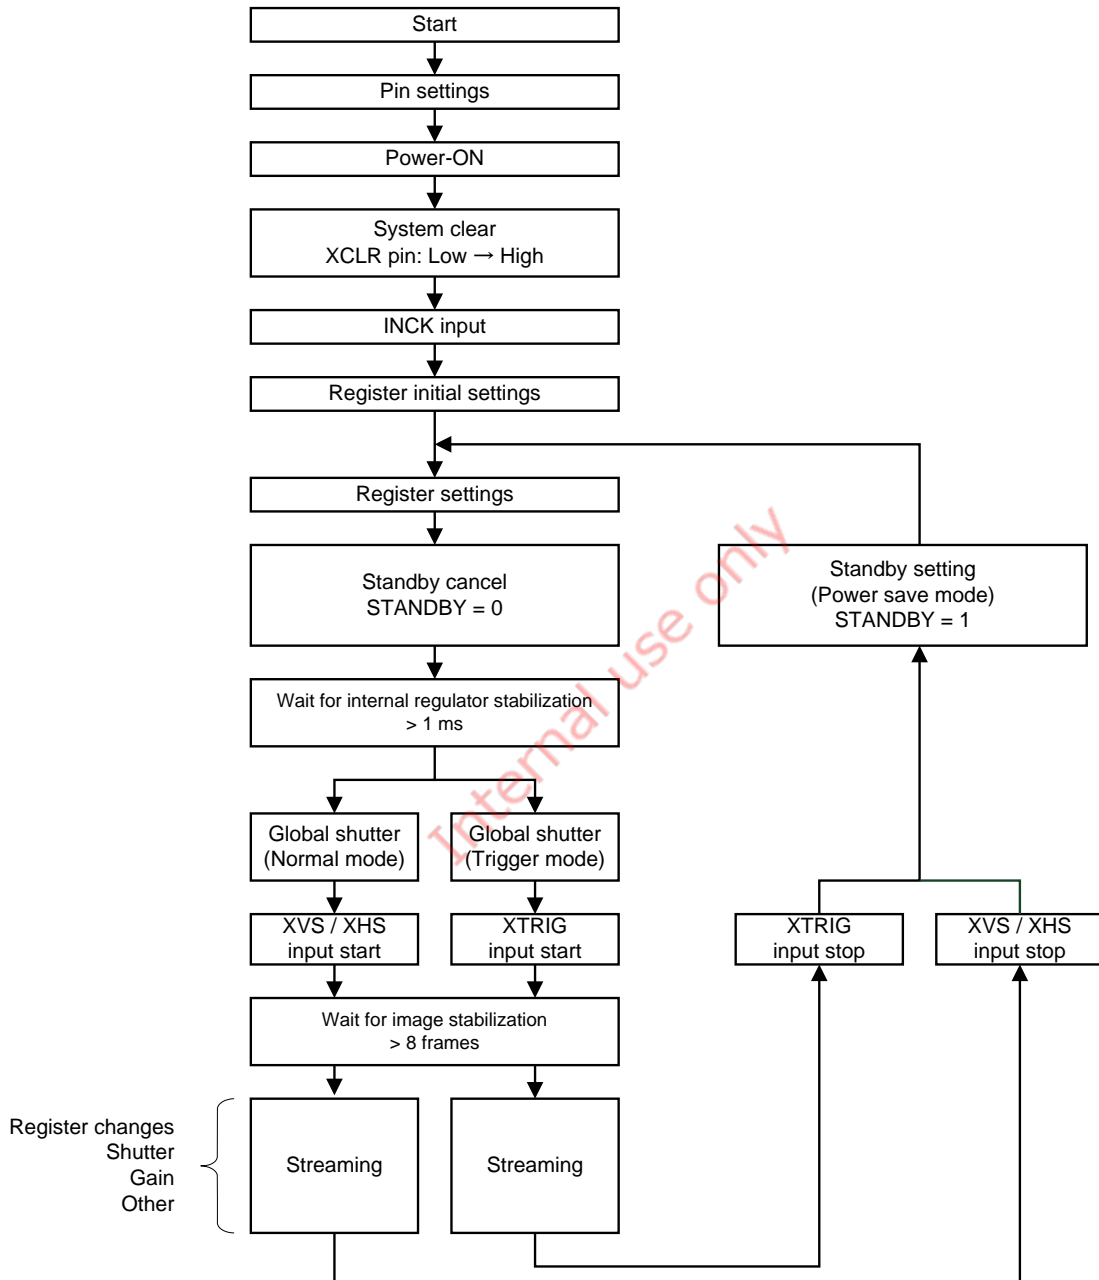 Start
Pin settings
Power-ON
System clear
XCLR pin: Low → High
INCK input
Register initial settings
Register settings
Standby cancel
STANDBY = 0
Standby setting
(Power save mode)
STANDBY = 1
Wait for internal regulator stabilization
> 1 ms
Global shutter
(Normal mode)
Global shutter
(Trigger mode)
XVS / XHS
input start
XTRIG
input start
XTRIG
input stop
XVS / XHS
input stop
Wait for image stabilization
> 8 frames
Register changes
Shutter
Gain
Other
Streaming
Streaming
Internal use only